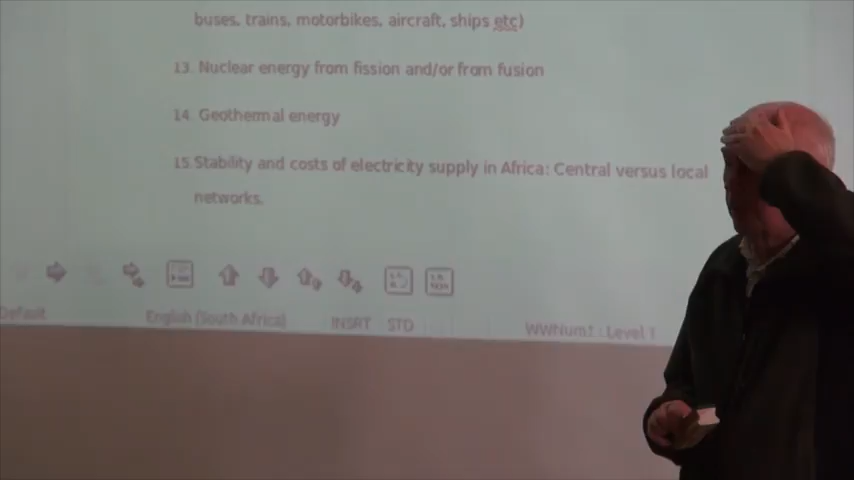 buses, trains, motorbikes, aircraft, ships etc)
13. Nuclear energy from fission and/or from fusion
14. Geothermal energy
15. Stability and costs of electricity supply in Africa: Central versus local
networks.
Default English (South Africa) INSRT STD WWNum1 : Level 1